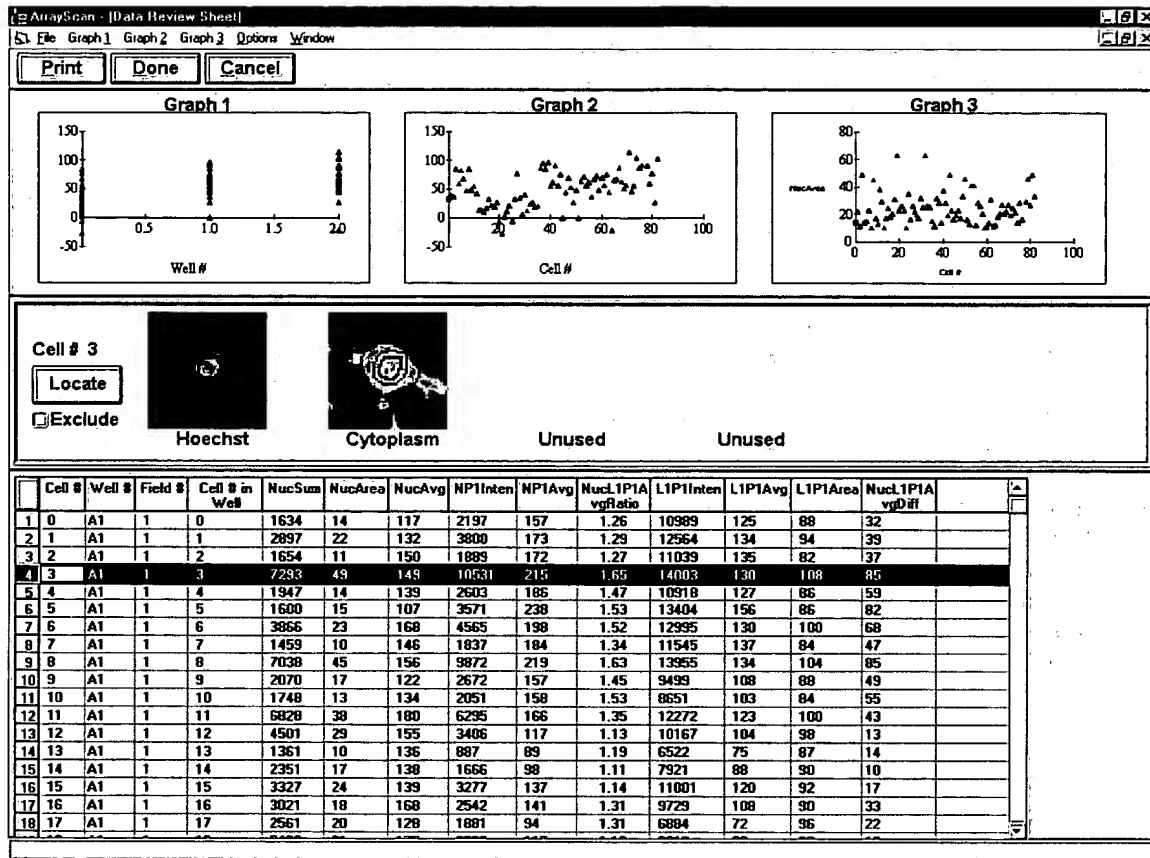 ArrayScan - [Data Review Sheet]
File Graph 1 Graph 2 Graph 3 Options Window
Print Done Cancel
Graph 1 Graph 2 Graph 3
150
100
50
0
-50
0.5 1.0 1.5 2.0
Well #
150
100
50
0
-50
20 40 60 80 100
Cell #
80
60
40
20
0
NucArea
0 20 40 60 80 100
Cell #
Cell # 3
Locate
Exclude
Hoechst Cytoplasm Unused Unused
Cell # Well # Field # Cell # in Well NucSum NucArea NucAvg NP1Inten NP1Avg NucL1P1AvgRatio L1P1Inten L1P1Avg L1P1Area NucL1P1AvgDiff
1 0 A1 1 0 1634 14 117 2197 157 1.26 10989 125 88 32
2 1 A1 1 1 2897 22 132 3800 173 1.29 12564 134 94 39
3 2 A1 1 2 1654 11 150 1889 172 1.27 11039 135 82 37
4 3 A1 1 3 7293 49 149 10531 215 1.65 14003 130 108 85
5 4 A1 1 4 1947 14 139 2603 186 1.47 10918 127 86 59
6 5 A1 1 5 1600 15 107 3571 238 1.53 13404 156 86 82
7 6 A1 1 6 3866 23 168 4565 198 1.52 12995 130 100 68
8 7 A1 1 7 1459 10 146 1837 184 1.34 11545 137 84 47
9 8 A1 1 8 7038 45 156 9872 219 1.63 13955 134 104 85
10 9 A1 1 9 2070 17 122 2672 157 1.45 9499 108 88 49
11 10 A1 1 10 1748 13 134 2051 158 1.53 8651 103 84 55
12 11 A1 1 11 6828 38 180 6295 166 1.35 12272 123 100 43
13 12 A1 1 12 4501 29 155 3406 117 1.13 10167 104 98 13
14 13 A1 1 13 1361 10 136 887 89 1.19 6522 75 87 14
15 14 A1 1 14 2351 17 138 1666 98 1.11 7921 88 90 10
16 15 A1 1 15 3327 24 139 3277 137 1.14 11001 120 92 17
17 16 A1 1 16 3021 18 168 2542 141 1.31 9729 108 90 33
18 17 A1 1 17 2561 20 128 1881 94 1.31 6884 72 96 22